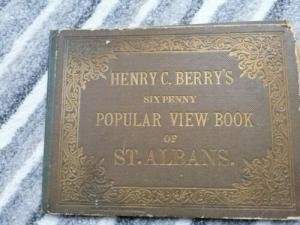 HENRY C. BERRY'S
SIXPENNY
POPULAR VIEW BOOK
OF
ST. ALBANS.